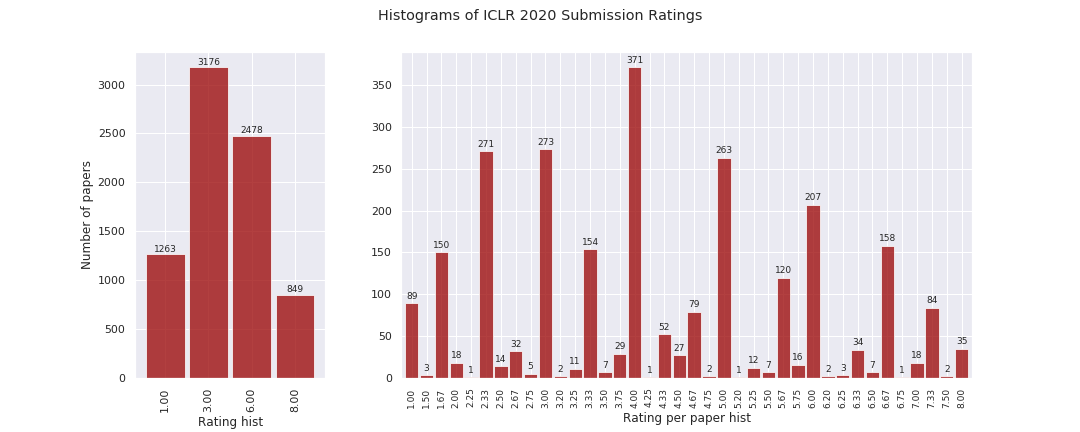 Histograms of ICLR 2020 Submission Ratings
Number of papers
3000
2500
2000
1500
1000
500
0
1263
3176
2478
849
1.00 3.00 6.00 8.00
Rating hist
350
300
250
200
150
100
50
0
89 3 150 18 1 271 14 32 5 273 2 11 154 7 29 371 1 52 27 79 2 263 1 12 7 120 16 207 2 3 34 7 158 1 18 84 2 35
1.00 1.50 1.67 2.00 2.25 2.33 2.50 2.67 2.75 3.00 3.20 3.25 3.33 3.50 3.75 4.00 4.25 4.33 4.50 4.67 4.75 5.00 5.20 5.25 5.50 5.67 5.75 6.00 6.20 6.25 6.33 6.50 6.67 6.75 7.00 7.33 7.50 8.00
Rating per paper hist